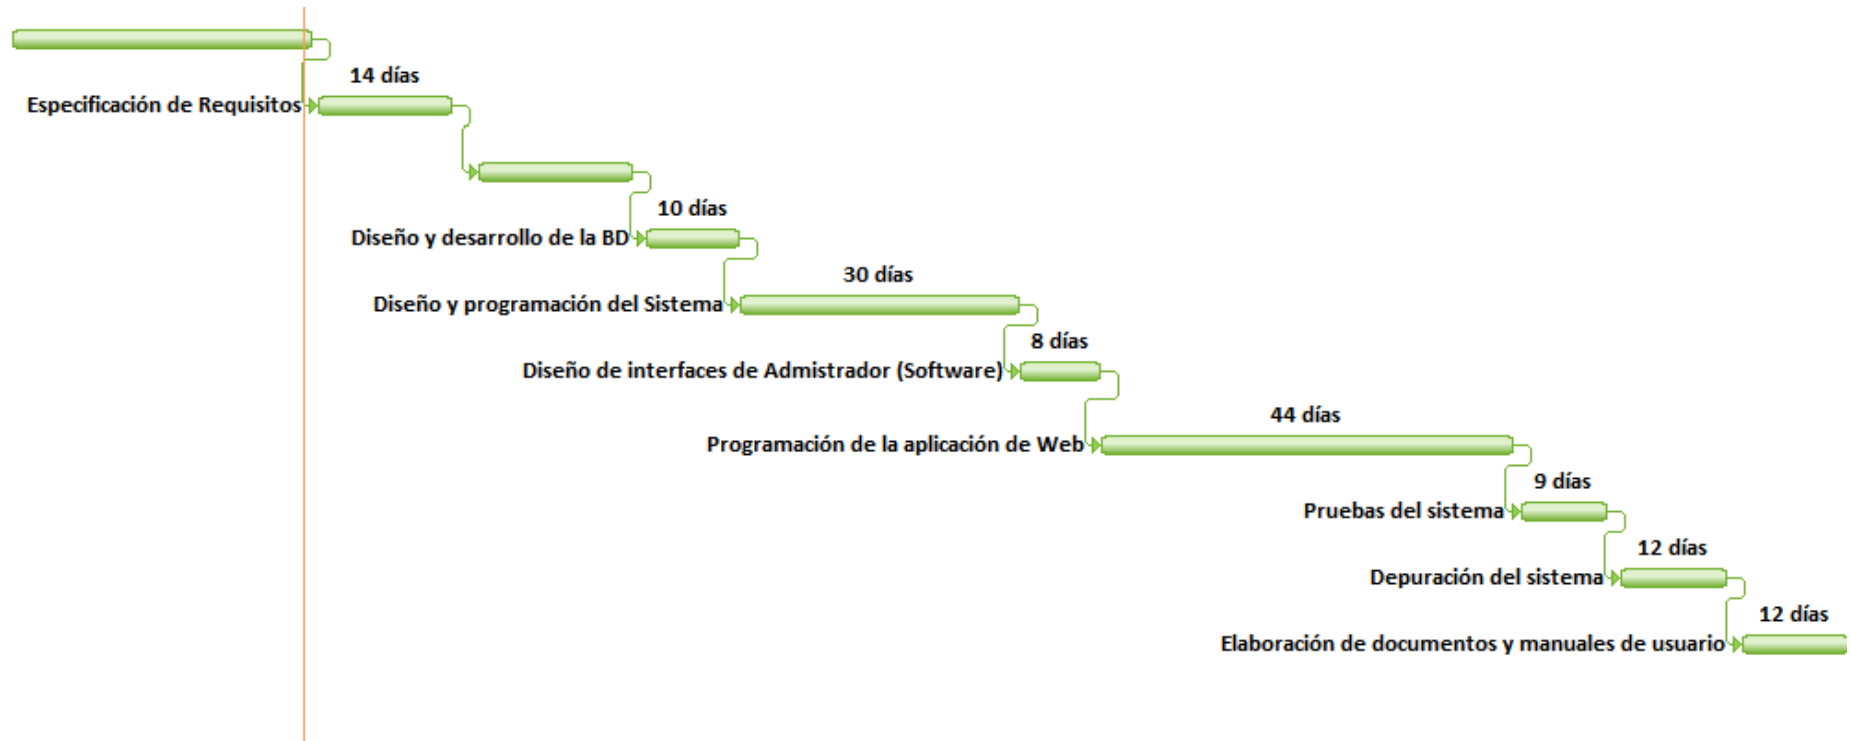 14 días
Especificación de Requisitos
10 días
Diseño y desarrollo de la BD
30 días
Diseño y programación del Sistema
8 días
Diseño de interfaces de Admistrador (Software)
44 días
Programación de la aplicación de Web
9 días
Pruebas del sistema
12 días
Depuración del sistema
12 días
Elaboración de documentos y manuales de usuario